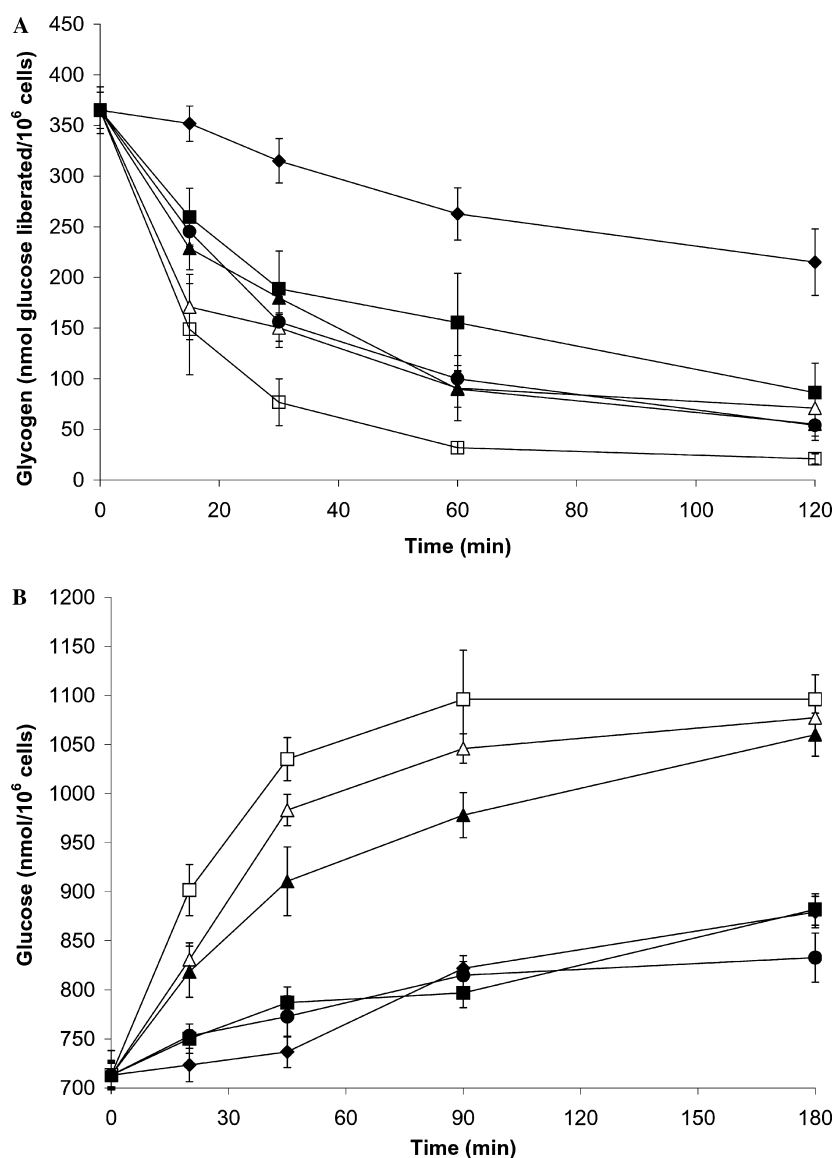 A
450
400
350
300
250
200
150
100
50
0
Glycogen (nmol glucose liberated/10⁶ cells)
0 20 40 60 80 100 120
Time (min)
B
1200
1150
1100
1050
1000
950
900
850
800
750
700
Glucose (nmol/10⁶ cells)
0 30 60 90 120 150 180
Time (min)